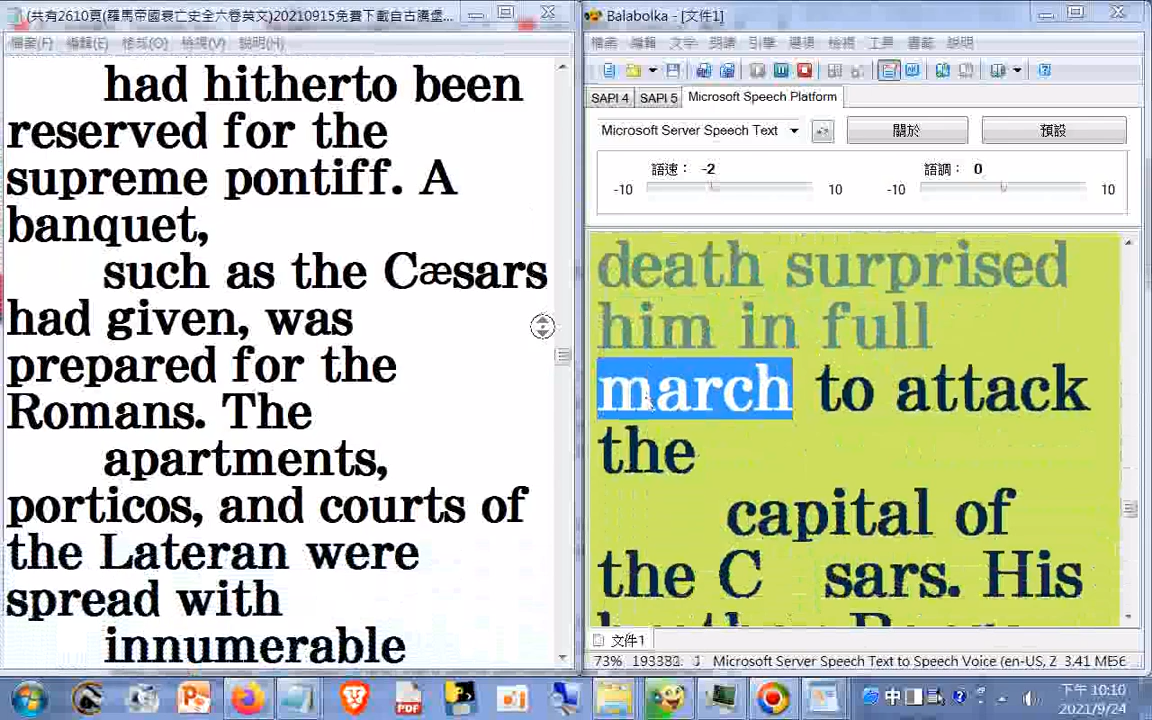 (共有2610頁(羅馬帝國衰亡史全六卷英文)20210915免費下載自古騰堡...
檔案(F) 編輯(E) 格式(O) 檢視(V) 說明(H)
had hitherto been
reserved for the
supreme pontiff. A
banquet,
such as the Cæsars
had given, was
prepared for the
Romans. The
apartments,
porticos, and courts of
the Lateran were
spread with
innumerable
Balabolka - [文件1]
檔案 編輯 文字 朗讀 引擎 選項 檢視 工具 書籤 說明
SAPI 4 SAPI 5 Microsoft Speech Platform
Microsoft Server Speech Text 關於 預設
語速： -2 語調： 0
-10 10 -10 10
death surprised
him in full
march to attack
the
capital of
the C sars. His
文件1
73% 193382 Microsoft Server Speech Text to Speech Voice (en-US, Z 3.41 МБ
中 下午 10:10
2021/9/24